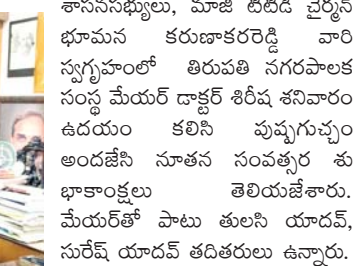 శాసనసభ్యులు, మాజీ టీటీడీ చైర్మన్
భూమన కరుణాకరరెడ్డి వారి
స్వగృహంలో తిరుపతి నగరపాలక
సంస్థ మేయర్ డాక్టర్ శిరీష శనివారం
ఉదయం కలిసి పుష్పగుచ్ఛం
అందజేసి నూతన సంవత్సర శు
భాకాంక్షలు తెలియజేశారు.
మేయర్‌తో పాటు తులసి యాదవ్,
సురేష్ యాదవ్ తదితరులు ఉన్నారు.